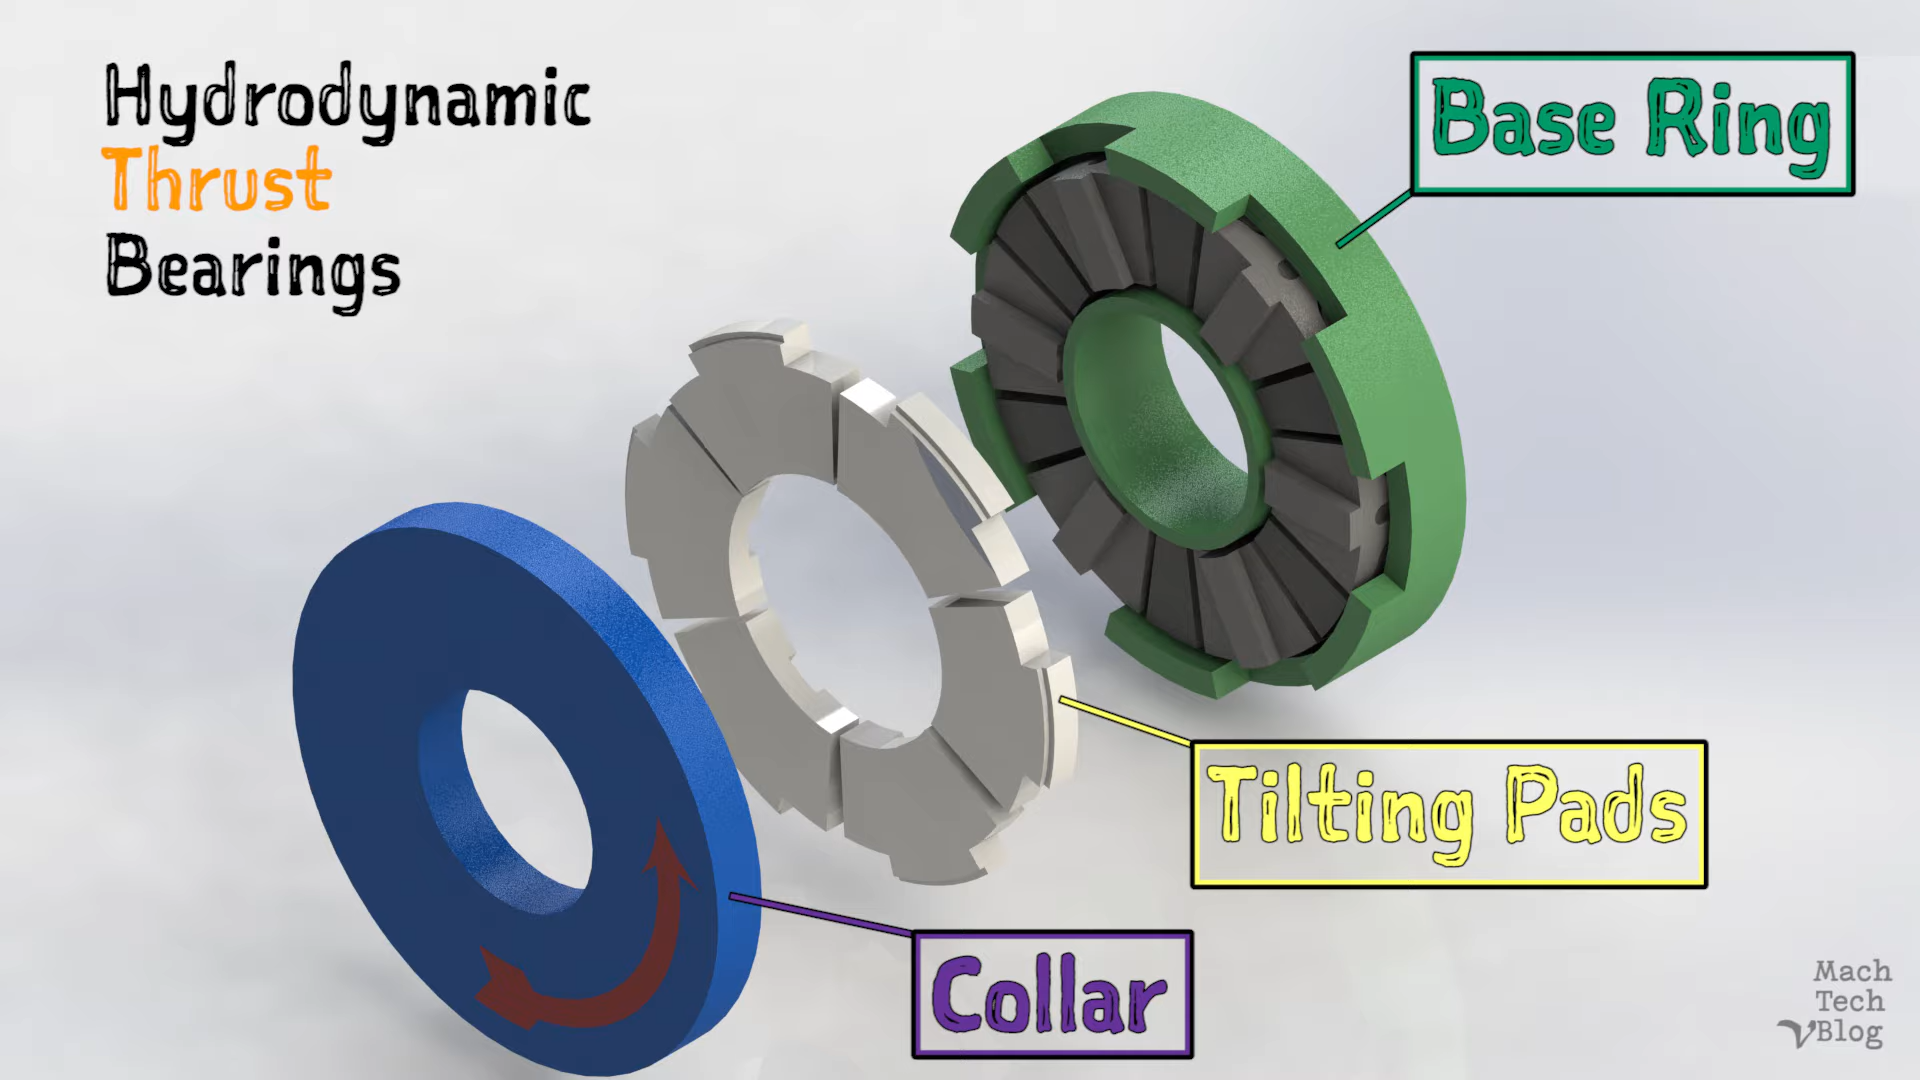 Hydrodynamic
Thrust
Bearings
Base Ring
Tilting Pads
Collar
Mach
Tech
Blog